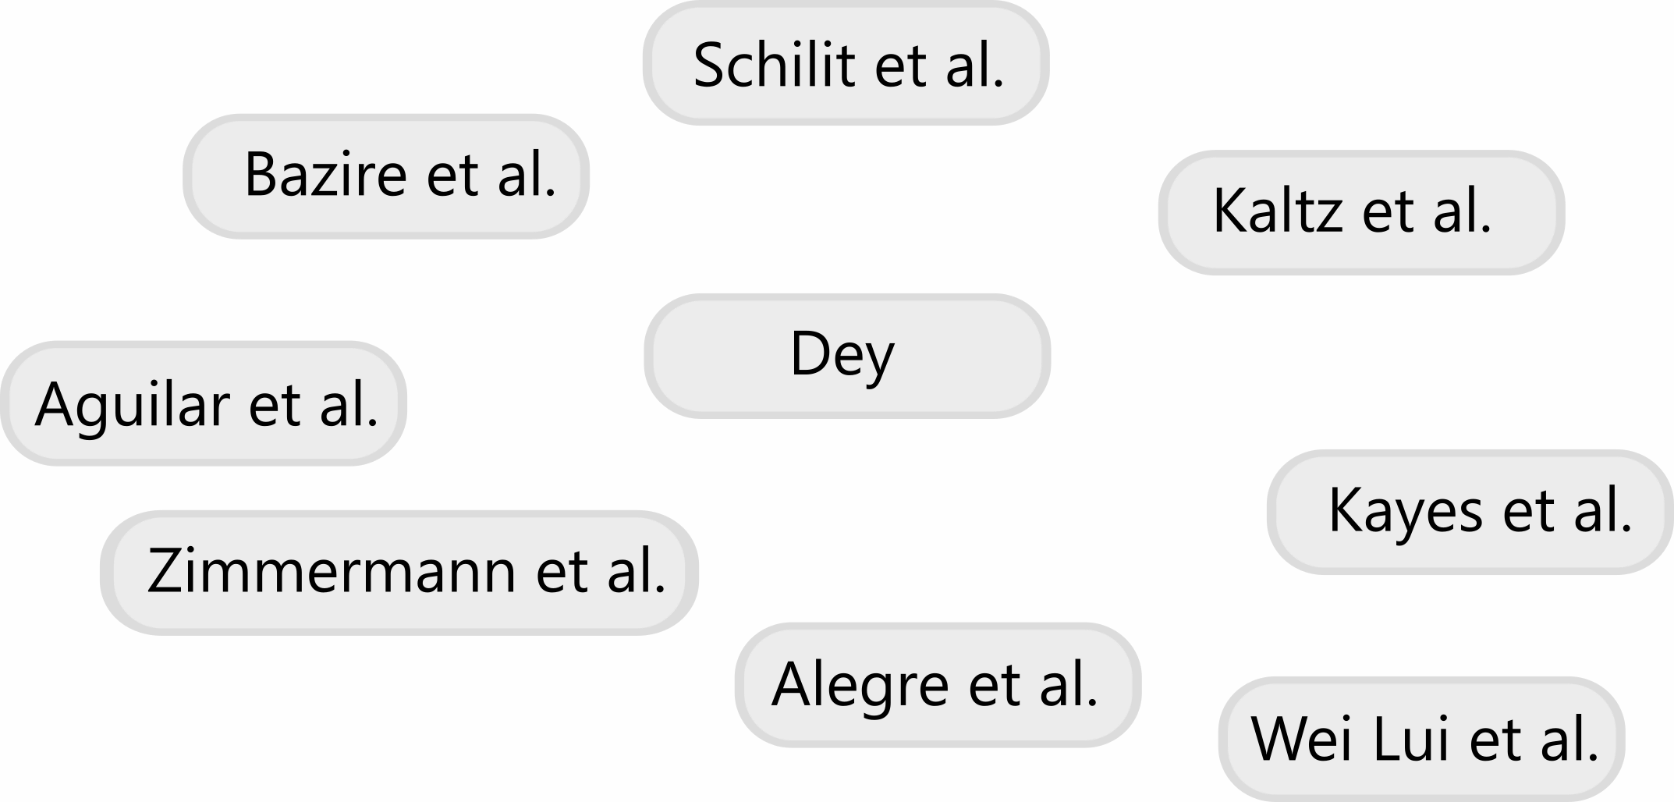 Schilit et al.
Bazire et al.
Kaltz et al.
Dey
Aguilar et al.
Kayes et al.
Zimmermann et al.
Alegre et al.
Wei Lui et al.